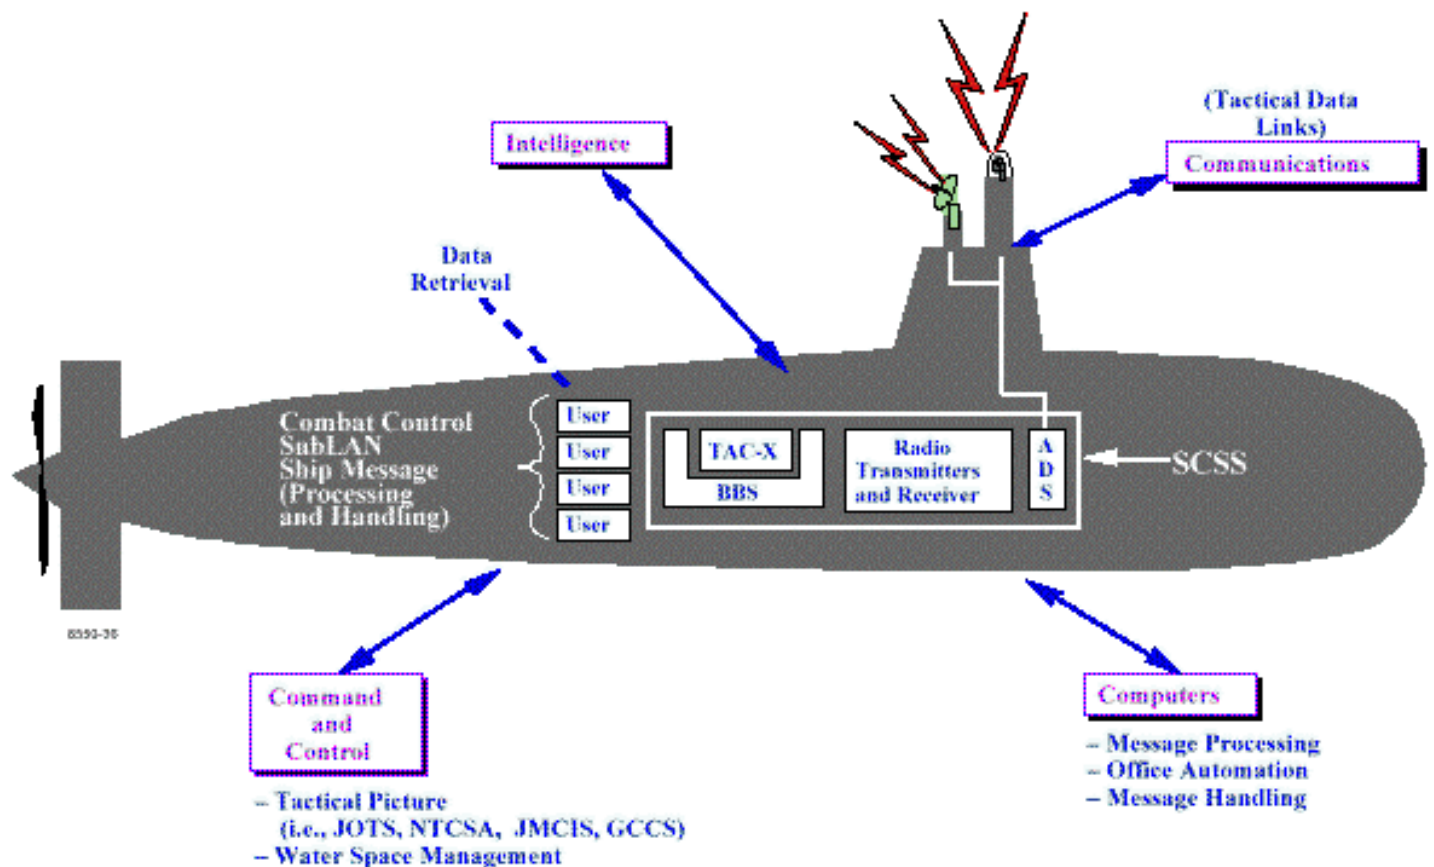 (Tactical Data
Links)
Communications
Intelligence
Data
Retrieval
Combat Control
SubLAN
Ship Message
(Processing
and Handling)
User
User
User
User
TAC-X
BBS
Radio
Transmitters
and Receiver
A
D
S
SCSS
8550-36
Command
and
Control
– Tactical Picture
(i.e., JOTS, NTCSA, JMCIS, GCCS)
– Water Space Management
Computers
– Message Processing
– Office Automation
– Message Handling